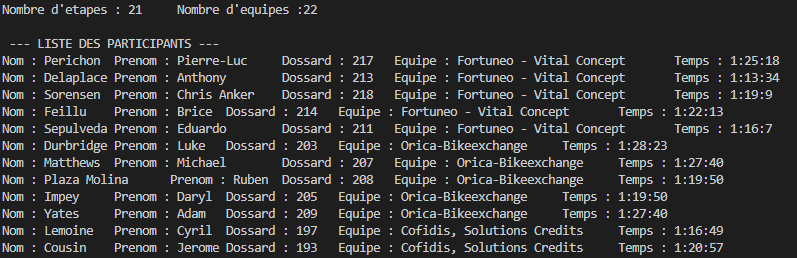 Nombre d'etapes : 21 Nombre d'equipes :22
--- LISTE DES PARTICIPANTS ---
Nom : Perichon Prenom : Pierre-Luc Dossard : 217 Equipe : Fortuneo - Vital Concept Temps : 1:25:18
Nom : Delaplace Prenom : Anthony Dossard : 213 Equipe : Fortuneo - Vital Concept Temps : 1:13:34
Nom : Sorensen Prenom : Chris Anker Dossard : 218 Equipe : Fortuneo - Vital Concept Temps : 1:19:9
Nom : Feillu Prenom : Brice Dossard : 214 Equipe : Fortuneo - Vital Concept Temps : 1:22:13
Nom : Sepulveda Prenom : Eduardo Dossard : 211 Equipe : Fortuneo - Vital Concept Temps : 1:16:7
Nom : Durbridge Prenom : Luke Dossard : 203 Equipe : Orica-Bikeexchange Temps : 1:28:23
Nom : Matthews Prenom : Michael Dossard : 207 Equipe : Orica-Bikeexchange Temps : 1:27:40
Nom : Plaza Molina Prenom : Ruben Dossard : 208 Equipe : Orica-Bikeexchange Temps : 1:19:50
Nom : Impey Prenom : Daryl Dossard : 205 Equipe : Orica-Bikeexchange Temps : 1:19:50
Nom : Yates Prenom : Adam Dossard : 209 Equipe : Orica-Bikeexchange Temps : 1:27:40
Nom : Lemoine Prenom : Cyril Dossard : 197 Equipe : Cofidis, Solutions Credits Temps : 1:16:49
Nom : Cousin Prenom : Jerome Dossard : 193 Equipe : Cofidis, Solutions Credits Temps : 1:20:57